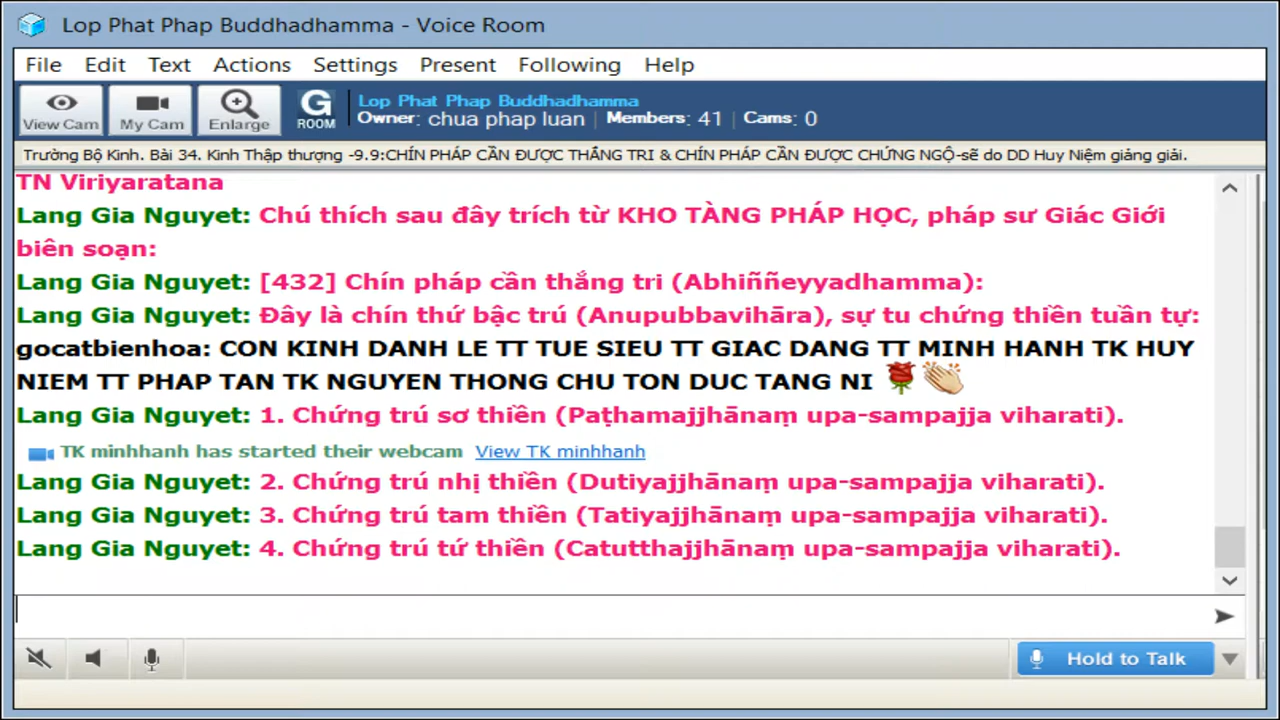 Lop Phat Phap Buddhadhamma - Voice Room
File Edit Text Actions Settings Present Following Help
View Cam My Cam Enlarge G ROOM Lop Phat Phap Buddhadhamma
Owner: chua phap luan | Members: 41 | Cams: 0
Trường Bộ Kinh. Bài 34. Kinh Thập thượng -9.9:CHÍN PHÁP CẦN ĐƯỢC THẮNG TRI & CHÍN PHÁP CẦN ĐƯỢC CHỨNG NGỘ-sẽ do DD Huy Niệm giảng giải.
TN Viriyaratana
Lang Gia Nguyet: Chú thích sau đây trích từ KHO TÀNG PHÁP HỌC, pháp sư Giác Giới
biên soạn:
Lang Gia Nguyet: [432] Chín pháp cần thắng tri (Abhiññeyyadhamma):
Lang Gia Nguyet: Đây là chín thứ bậc trú (Anupubbavihāra), sự tu chứng thiền tuần tự:
gocatbienhoa: CON KINH DANH LE TT TUE SIEU TT GIAC DANG TT MINH HANH TK HUY
NIEM TT PHAP TAN TK NGUYEN THONG CHU TON DUC TANG NI
Lang Gia Nguyet: 1. Chứng trú sơ thiền (Paṭhamajjhānaṃ upa-sampajja viharati).
TK minhhanh has started their webcam View TK minhhanh
Lang Gia Nguyet: 2. Chứng trú nhị thiền (Dutiyajjhānaṃ upa-sampajja viharati).
Lang Gia Nguyet: 3. Chứng trú tam thiền (Tatiyajjhānaṃ upa-sampajja viharati).
Lang Gia Nguyet: 4. Chứng trú tứ thiền (Catutthajjhānaṃ upa-sampajja viharati).
Hold to Talk